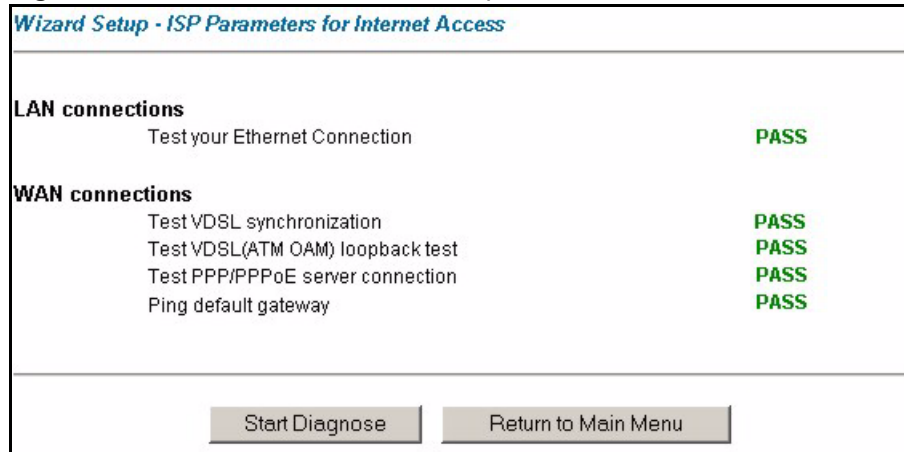 Wizard Setup - ISP Parameters for Internet Access
LAN connections
Test your Ethernet Connection PASS
WAN connections
Test VDSL synchronization PASS
Test VDSL(ATM OAM) loopback test PASS
Test PPP/PPPoE server connection PASS
Ping default gateway PASS
Start Diagnose Return to Main Menu